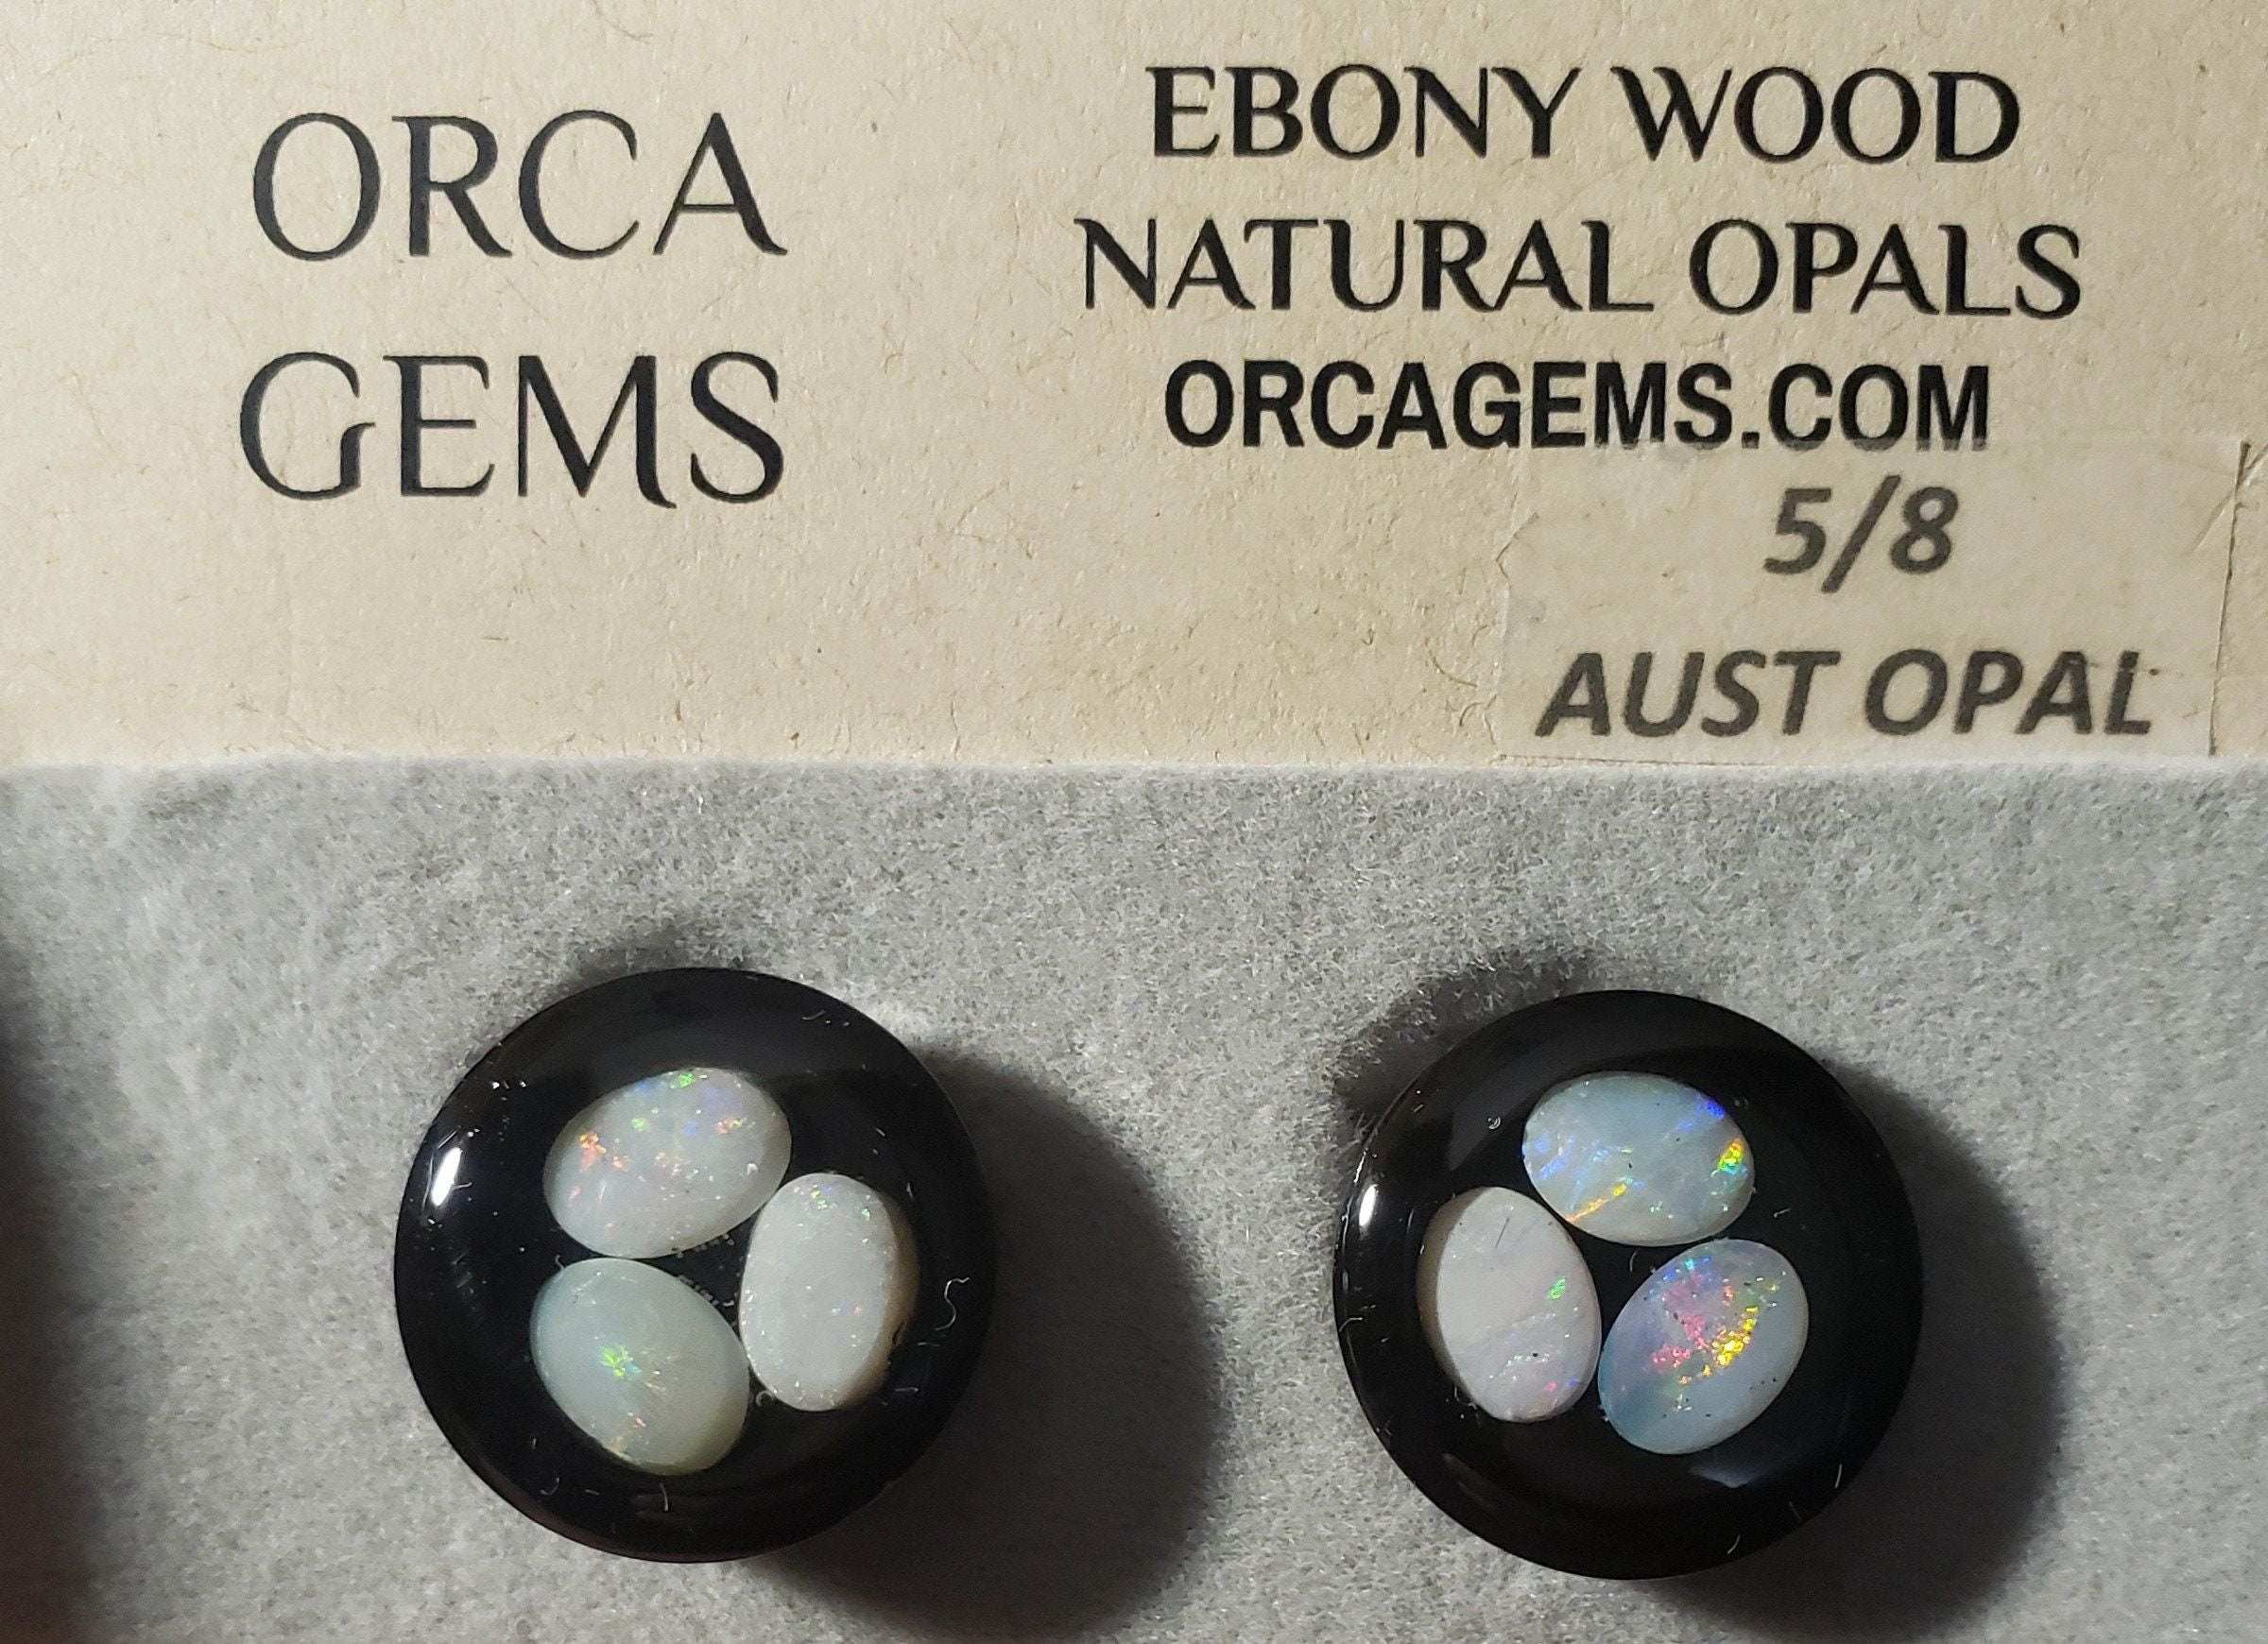 ORCA
GEMS
EBONY WOOD
NATURAL OPALS
ORCAGEMS.COM
5/8
AUST OPAL